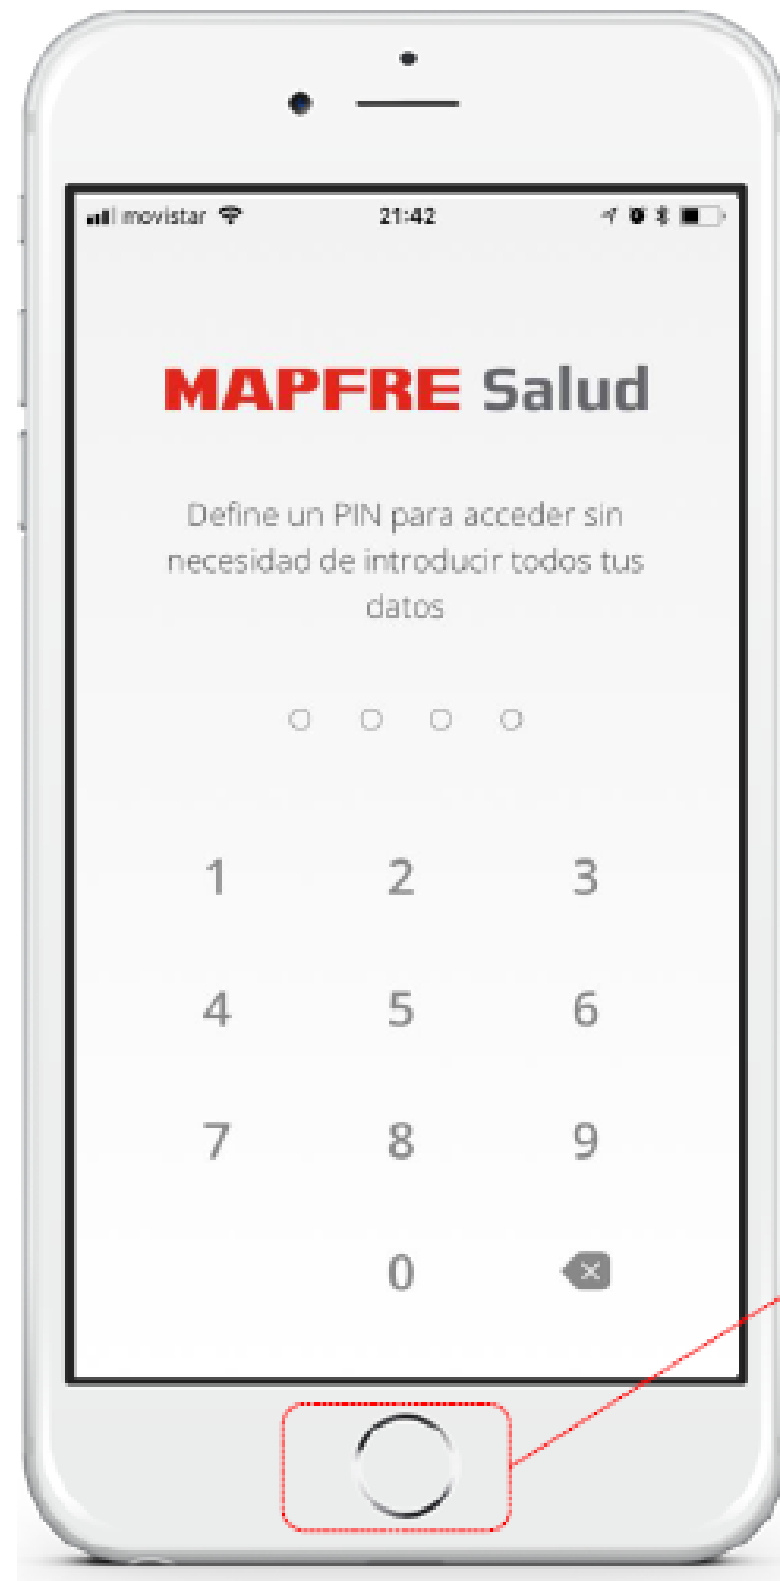 movistar 21:42
MAPFRE Salud
Define un PIN para acceder sin
necesidad de introducir todos tus
datos
1 2 3
4 5 6
7 8 9
0